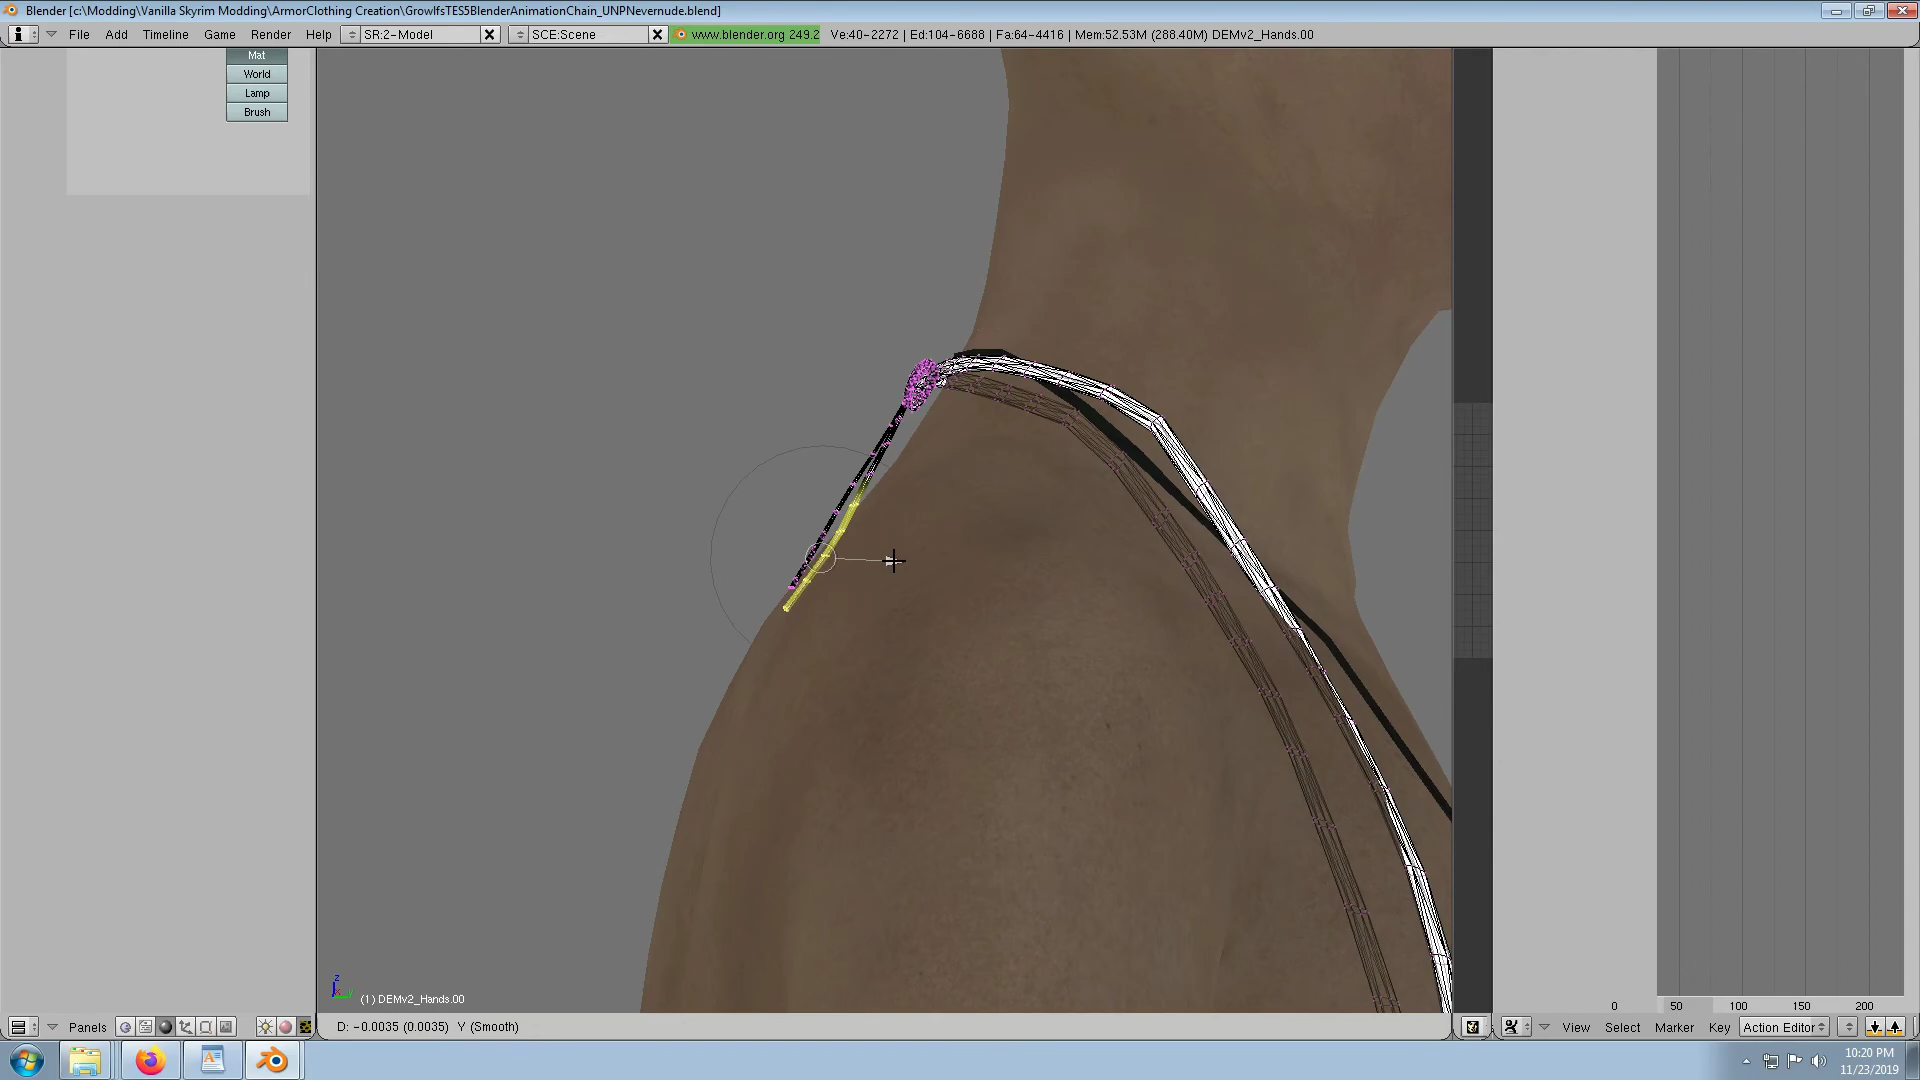 Blender [c:\Modding\Vanilla Skyrim Modding\ArmorClothing Creation\GrowlfsTES5BlenderAnimationChain_UNPNevernude.blend]
File Add Timeline Game Render Help SR:2-Model SCE:Scene www.blender.org 249.2 Ve:40-2272 | Ed:104-6688 | Fa:64-4416 | Mem:52.53M (288.40M) DEMv2_Hands.00
Mat
World
Lamp
Brush
z
(1) DEMv2_Hands.00
0 50 100 150 200
Panels D: -0.0035 (0.0035) Y (Smooth) View Select Marker Key Action Editor
10:20 PM
11/23/2019